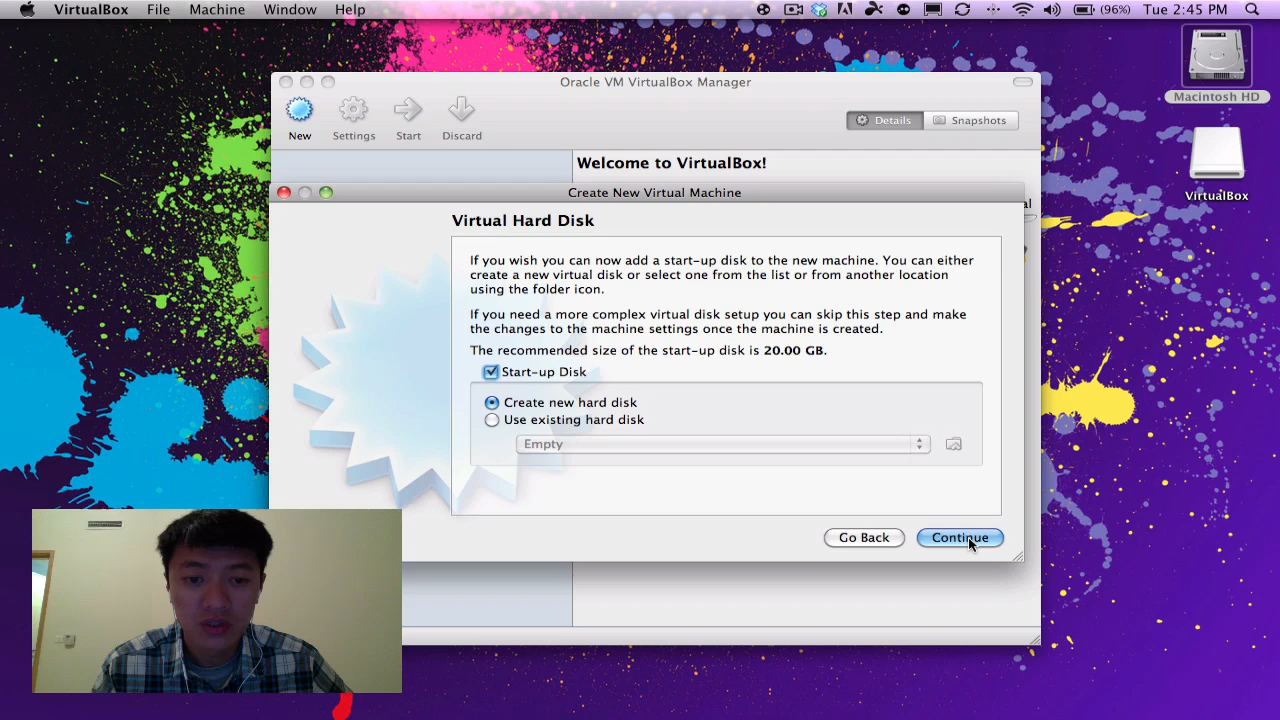 VirtualBox File Machine Window Help (96%) Tue 2:45 PM
Macintosh HD
VirtualBox
Oracle VM VirtualBox Manager
New Settings Start Discard Details Snapshots
Welcome to VirtualBox!
al
Create New Virtual Machine
Virtual Hard Disk
If you wish you can now add a start-up disk to the new machine. You can either
create a new virtual disk or select one from the list or from another location
using the folder icon.
If you need a more complex virtual disk setup you can skip this step and make
the changes to the machine settings once the machine is created.
The recommended size of the start-up disk is 20.00 GB.
Start-up Disk
Create new hard disk
Use existing hard disk
Empty
Go Back Continue